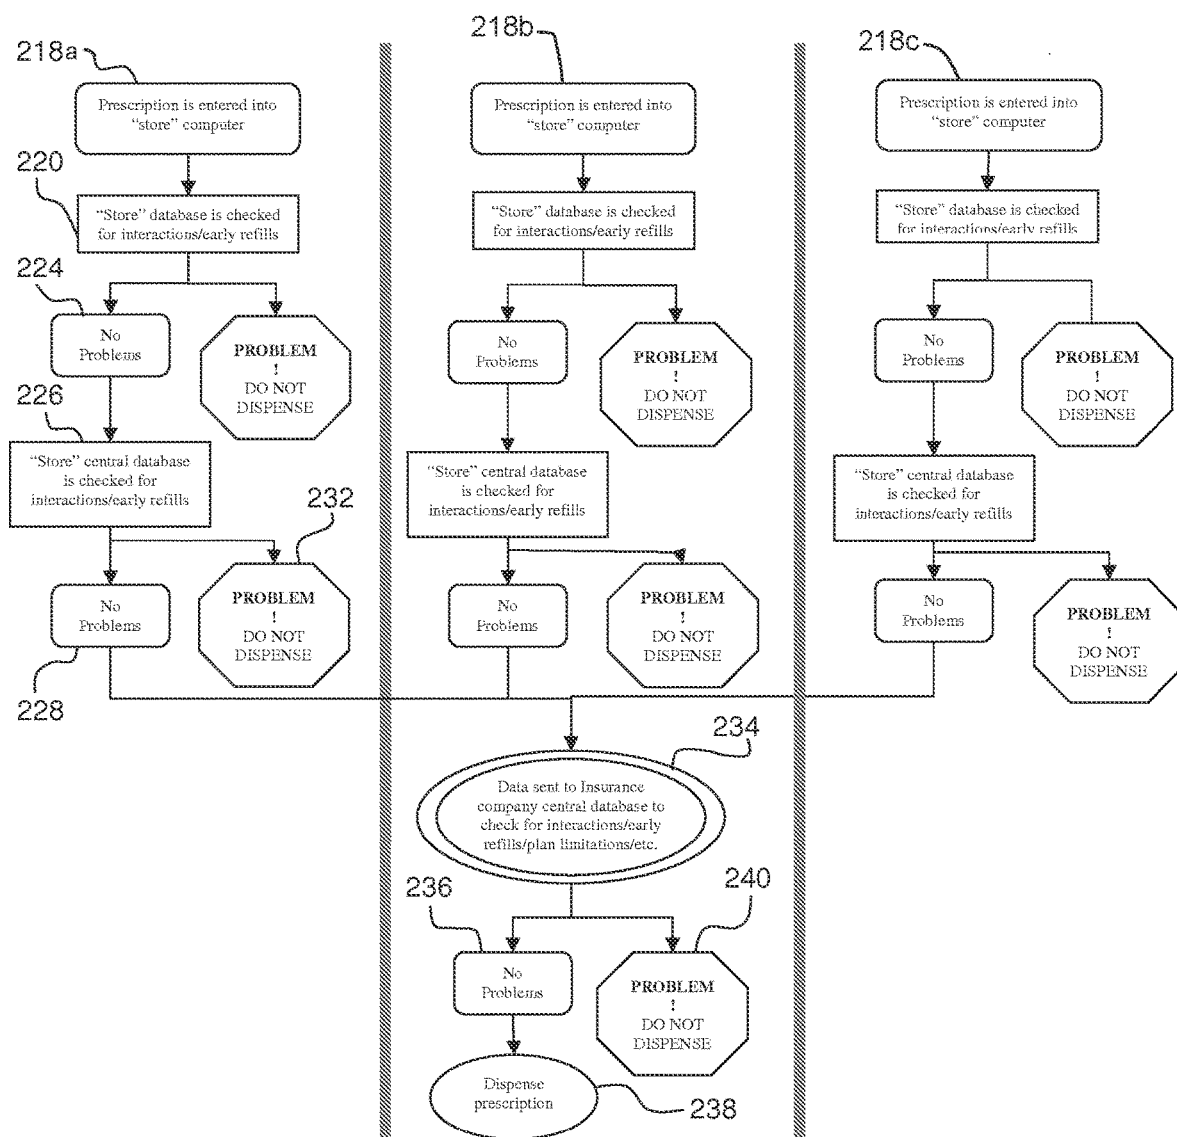 218a
218b
218c
Prescription is entered into
"store" computer
Prescription is entered into
"store" computer
Prescription is entered into
"store" computer
220
"Store" database is checked
for interactions/early refills
"Store" database is checked
for interactions/early refills
"Store" database is checked
for interactions/early refills
224
No
Problems
PROBLEM
!
DO NOT
DISPENSE
No
Problems
PROBLEM
!
DO NOT
DISPENSE
No
Problems
PROBLEM
!
DO NOT
DISPENSE
226
"Store" central database
is checked for
interactions/early refills
"Store" central database
is checked for
interactions/early refills
"Store" central database
is checked for
interactions/early refills
232
No
Problems
PROBLEM
!
DO NOT
DISPENSE
No
Problems
PROBLEM
!
DO NOT
DISPENSE
No
Problems
PROBLEM
!
DO NOT
DISPENSE
228
234
Data sent to Insurance
company central database to
check for interactions/early
refills/plan limitations/etc.
236
240
No
Problems
PROBLEM
!
DO NOT
DISPENSE
Dispense
prescription
238